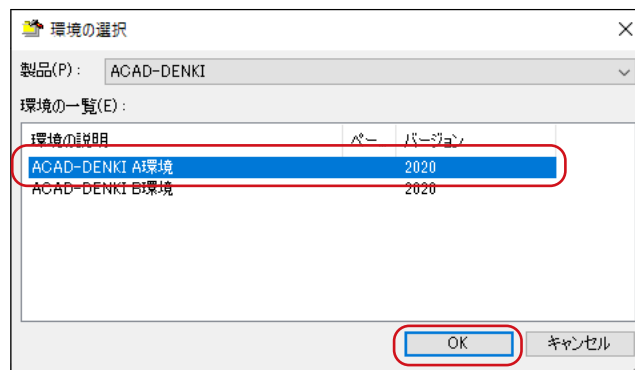 環境の選択
製品(P): ACAD-DENKI
環境の一覧(E):
環境の説明 ペー バージョン
ACAD-DENKI A環境 2020
ACAD-DENKI B環境 2020
OK キャンセル